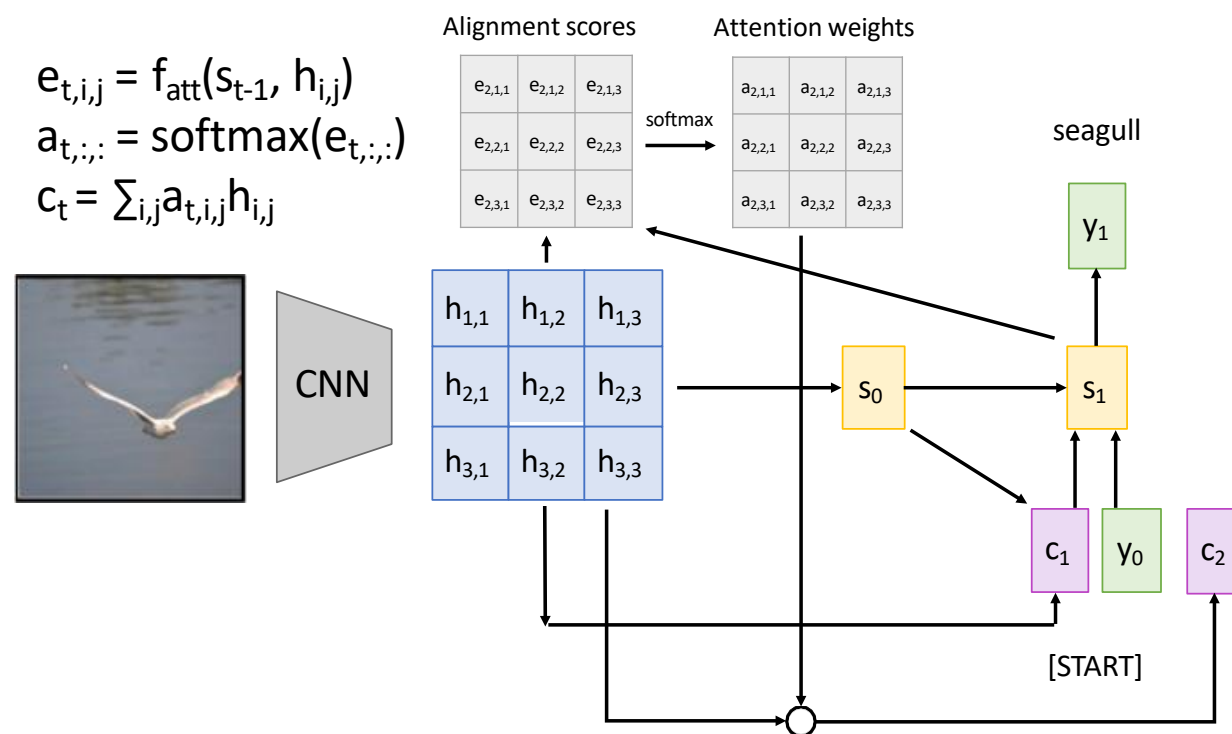 Alignment scores
Attention weights
e_{t,i,j} = f_{att}(s_{t-1}, h_{i,j})
a_{t,:,:} = softmax(e_{t,:,:})
c_t = ∑_{i,j}a_{t,i,j}h_{i,j}
e_{2,1,1} e_{2,1,2} e_{2,1,3}
e_{2,2,1} e_{2,2,2} e_{2,2,3}
e_{2,3,1} e_{2,3,2} e_{2,3,3}
softmax
a_{2,1,1} a_{2,1,2} a_{2,1,3}
a_{2,2,1} a_{2,2,2} a_{2,2,3}
a_{2,3,1} a_{2,3,2} a_{2,3,3}
seagull
y_1
CNN
h_{1,1} h_{1,2} h_{1,3}
h_{2,1} h_{2,2} h_{2,3}
h_{3,1} h_{3,2} h_{3,3}
s_0
s_1
c_1
y_0
c_2
[START]